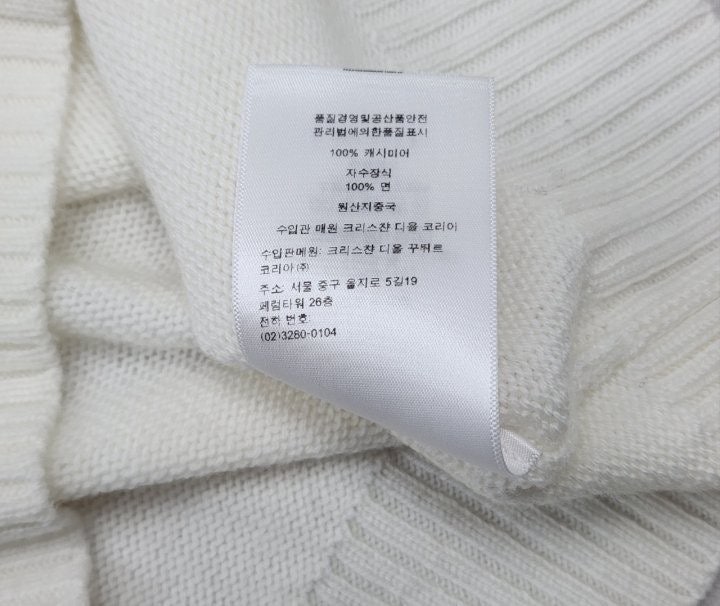 품질경영및공산품안전
관리법에의한품질표시
100% 캐시미어
자수장식
100% 면
원산지중국
수입관 매원 크리스챤 디올 코리어
수입판메원: 크리스챤 디올 꾸뛰르
코리아 (주)
주소: 서물 중구 을지로 5길19
페럼타워 26층
전하 번호:
(02)3280-0104